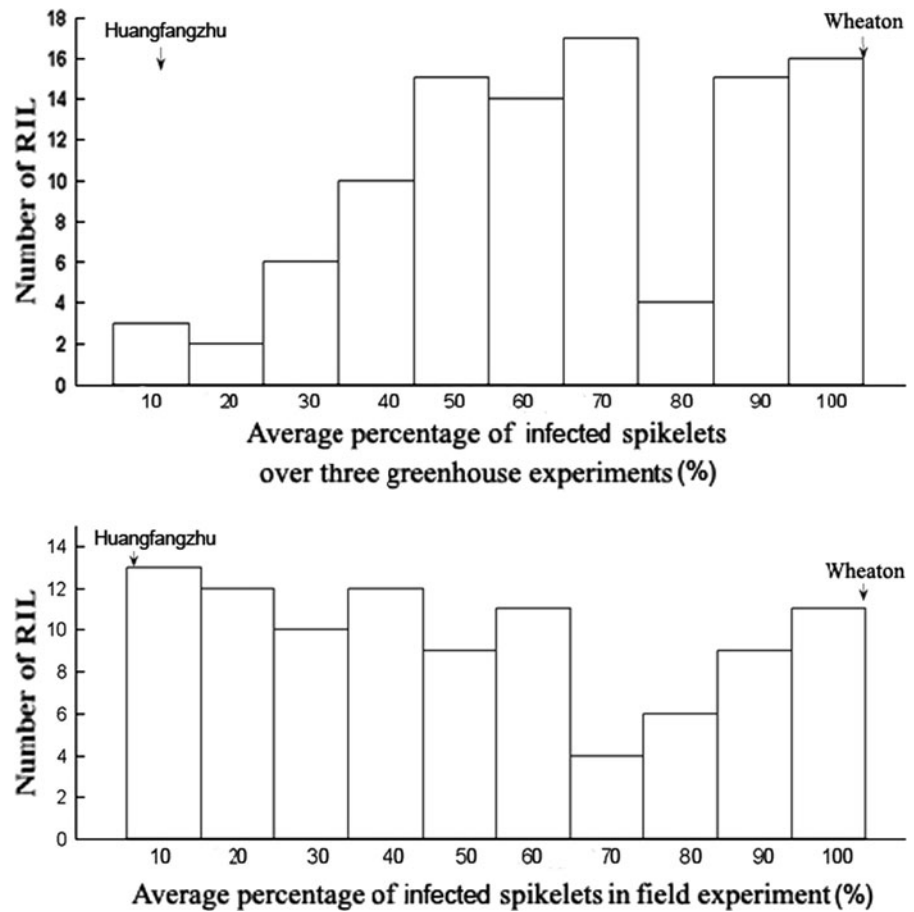 18
Huangfangzhu
Wheaton
16
14
12
10
8
6
4
2
0
Number of RIL
10 20 30 40 50 60 70 80 90 100
Average percentage of infected spikelets
over three greenhouse experiments (%)
Huangfangzhu
14
Wheaton
12
10
8
6
4
2
0
Number of RIL
10 20 30 40 50 60 70 80 90 100
Average percentage of infected spikelets in field experiment (%)